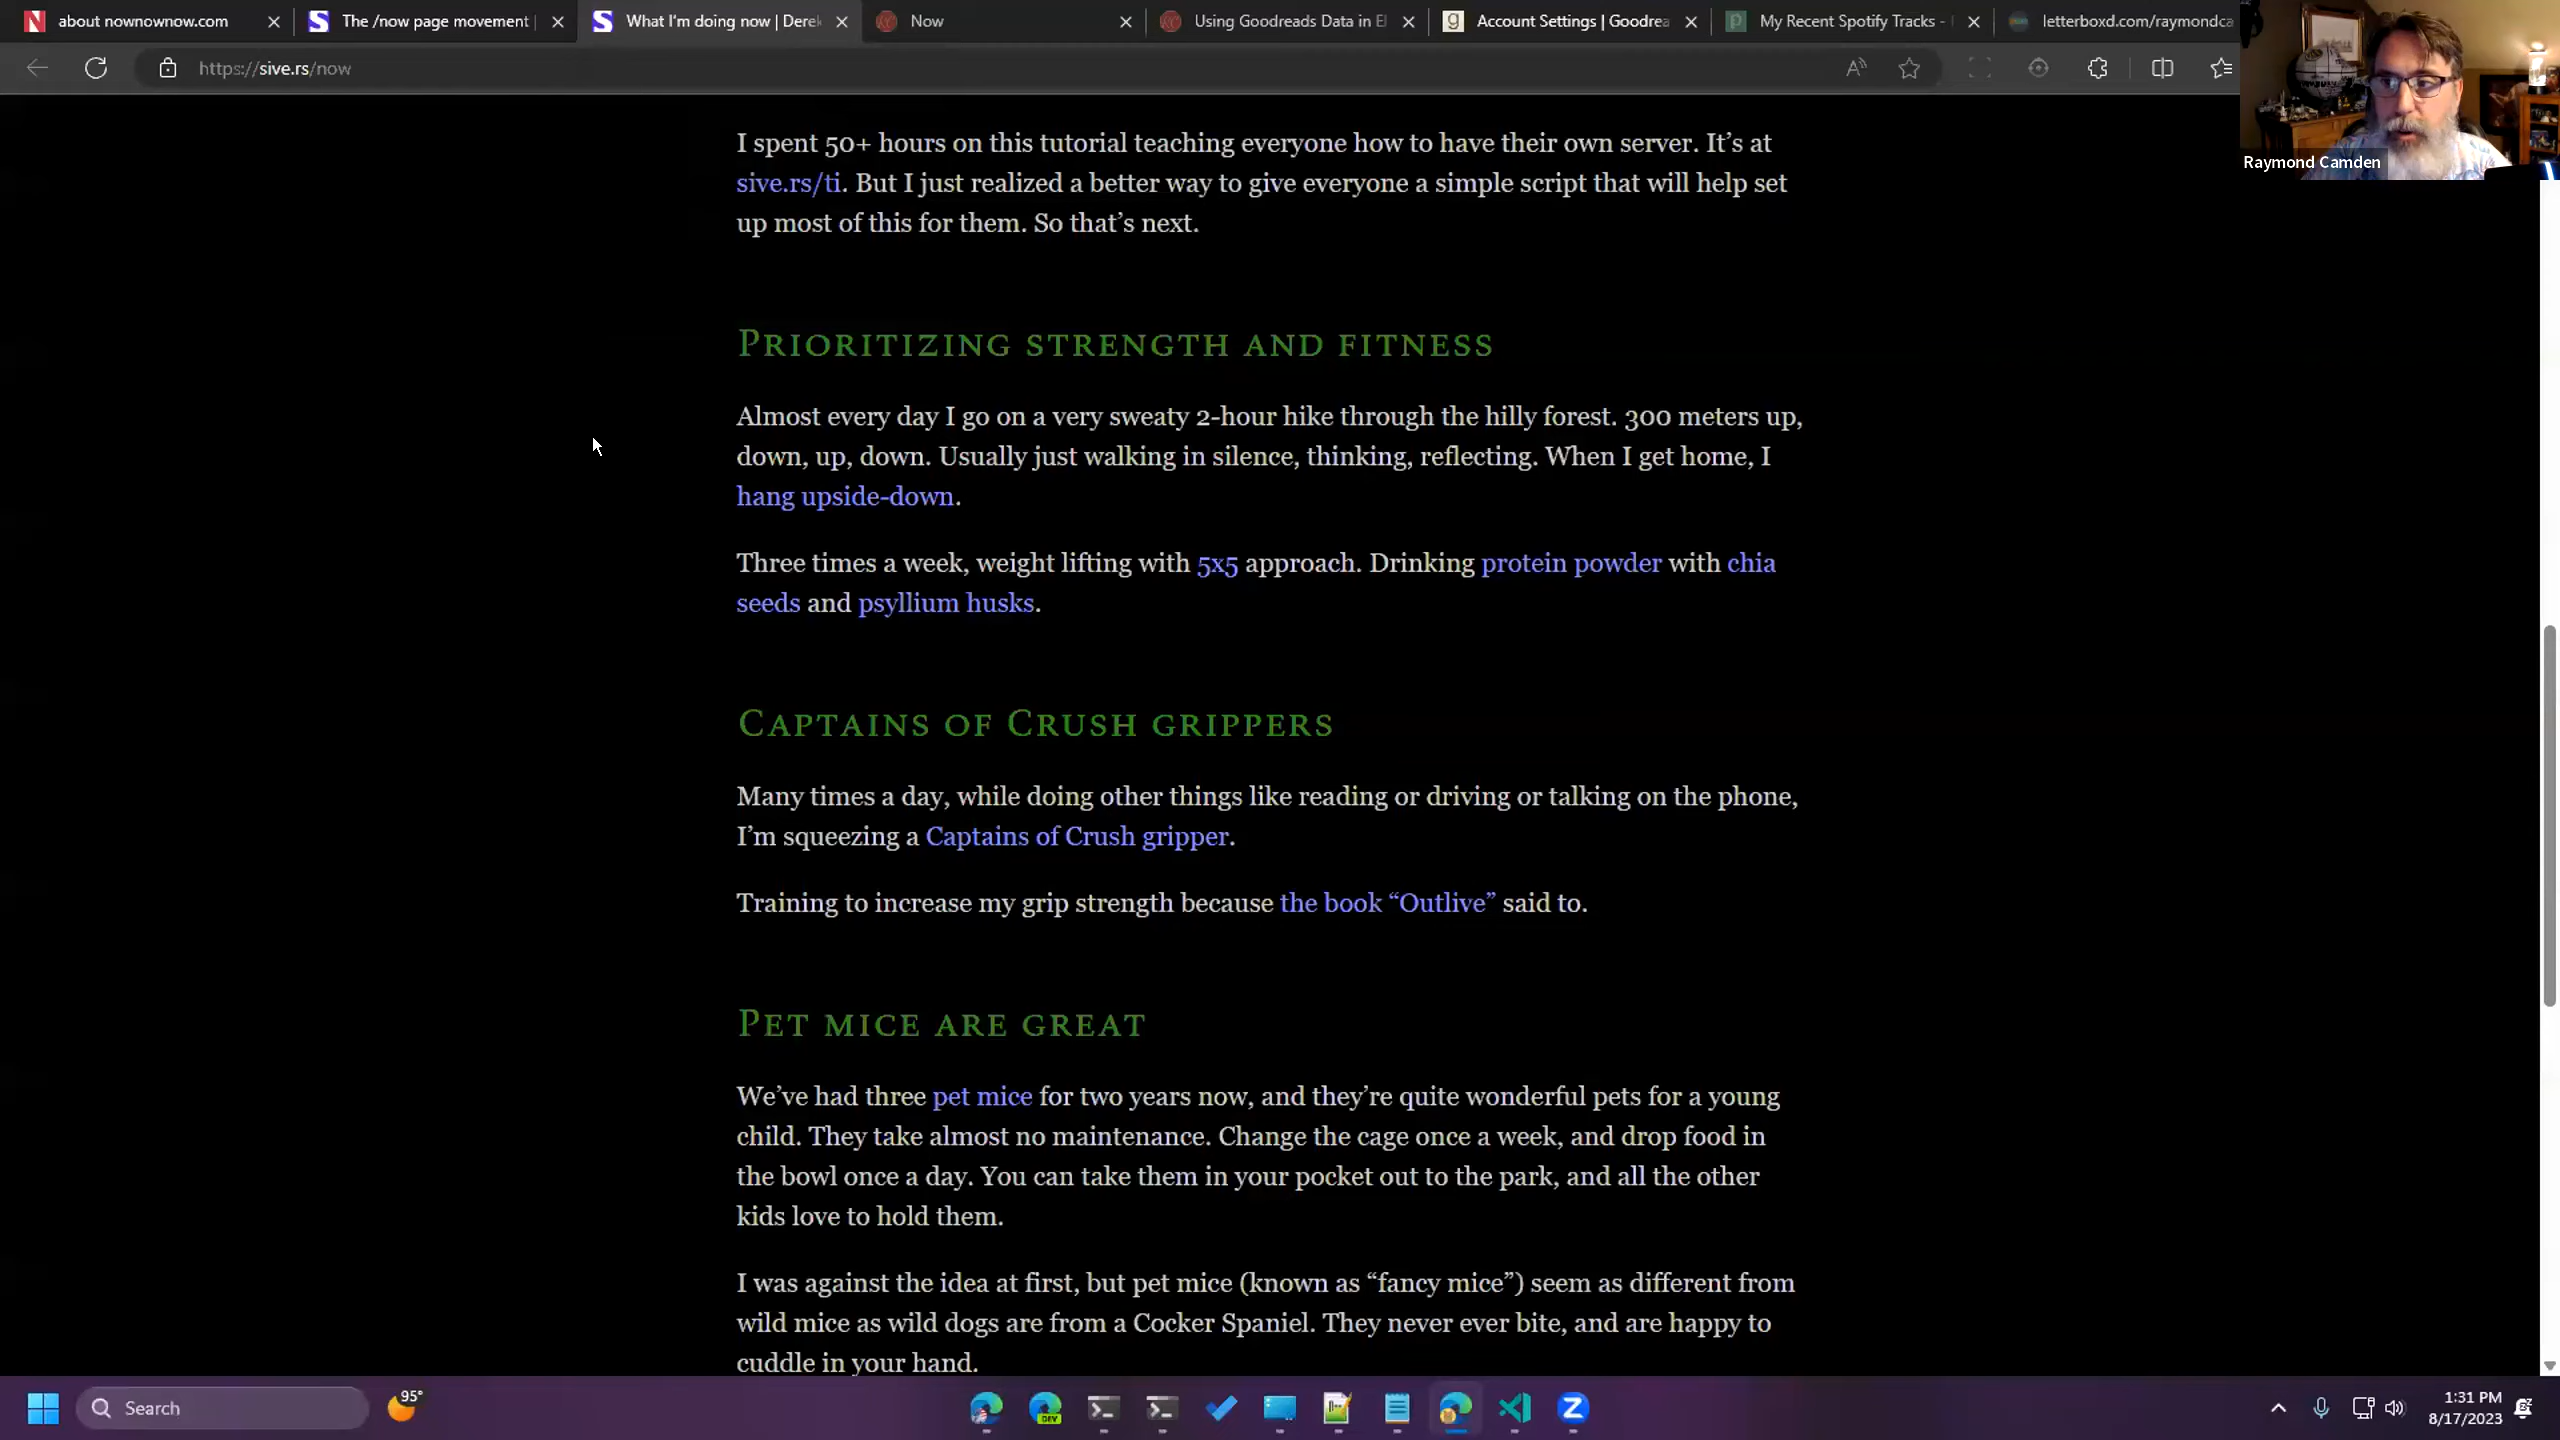 about nownownow.com
The /now page movement
What I'm doing now | Derek
Now
Using Goodreads Data in El
Account Settings | Goodrea
My Recent Spotify Tracks -
letterboxd.com/raymondca
https://sive.rs/now
Raymond Camden
I spent 50+ hours on this tutorial teaching everyone how to have their own server. It’s at
sive.rs/ti. But I just realized a better way to give everyone a simple script that will help set
up most of this for them. So that’s next.
Prioritizing strength and fitness
Almost every day I go on a very sweaty 2-hour hike through the hilly forest. 300 meters up,
down, up, down. Usually just walking in silence, thinking, reflecting. When I get home, I
hang upside-down.
Three times a week, weight lifting with 5x5 approach. Drinking protein powder with chia
seeds and psyllium husks.
Captains of Crush grippers
Many times a day, while doing other things like reading or driving or talking on the phone,
I’m squeezing a Captains of Crush gripper.
Training to increase my grip strength because the book “Outlive” said to.
Pet mice are great
We’ve had three pet mice for two years now, and they’re quite wonderful pets for a young
child. They take almost no maintenance. Change the cage once a week, and drop food in
the bowl once a day. You can take them in your pocket out to the park, and all the other
kids love to hold them.
I was against the idea at first, but pet mice (known as “fancy mice”) seem as different from
wild mice as wild dogs are from a Cocker Spaniel. They never ever bite, and are happy to
cuddle in your hand.
Search
95°
DEV
1:31 PM
8/17/2023